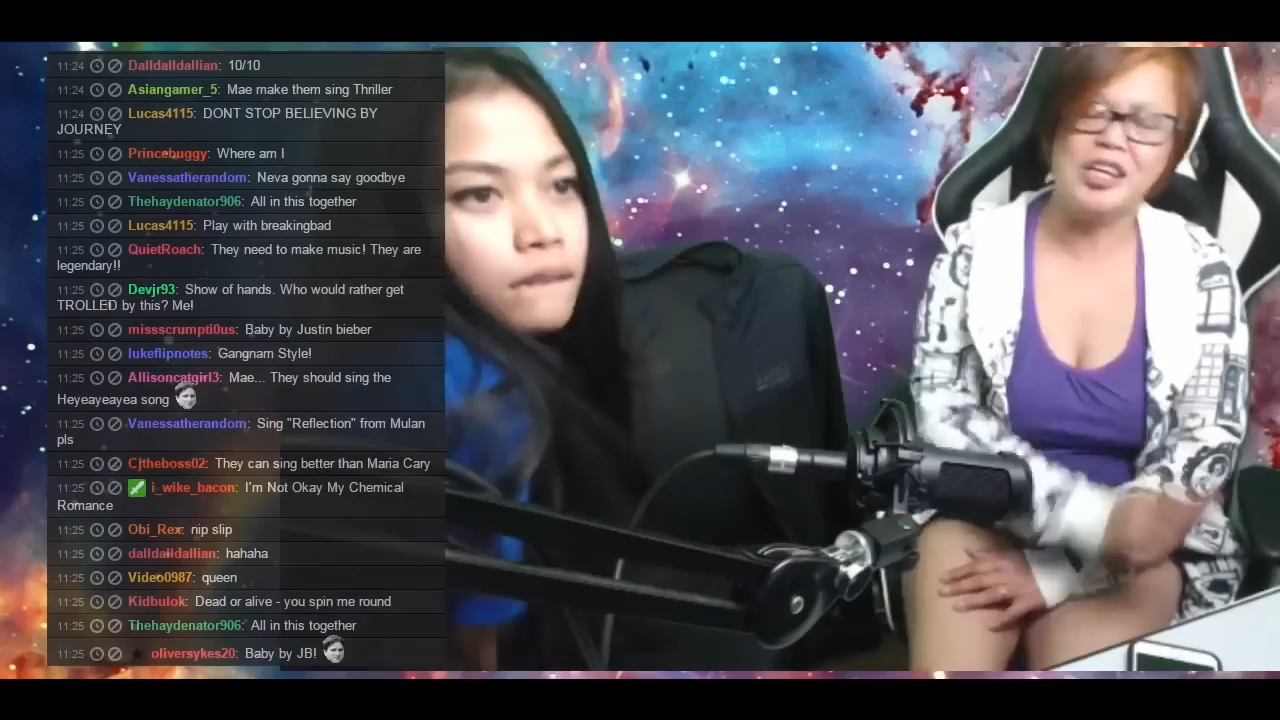 11:24 Dalldalldallian: 10/10
11:24 Asiangamer_5: Mae make them sing Thriller
11:24 Lucas4115: DONT STOP BELIEVING BY
JOURNEY
11:25 Princebuggy: Where am I
11:25 Vanessatherandom: Neva gonna say goodbye
11:25 Thehaydenator906: All in this together
11:25 Lucas4115: Play with breakingbad
11:25 QuietRoach: They need to make music! They are
legendary!!
11:25 Devjr93: Show of hands. Who would rather get
TROLLED by this? Me!
11:25 missscrumpti0us: Baby by Justin bieber
11:25 lukeflipnotes: Gangnam Style!
11:25 Allisoncatgirl3: Mae... They should sing the
Heyeayeayea song
11:25 Vanessatherandom: Sing "Reflection" from Mulan
pls
11:25 Cjtheboss02: They can sing better than Maria Cary
11:25 i_wike_bacon: I'm Not Okay My Chemical
Romance
11:25 Obi_Rex: nip slip
11:25 dalldalldallian: hahaha
11:25 Video0987: queen
11:25 Kidbulok: Dead or alive - you spin me round
11:25 Thehaydenator906: All in this together
11:25 oliversykes20: Baby by JB!